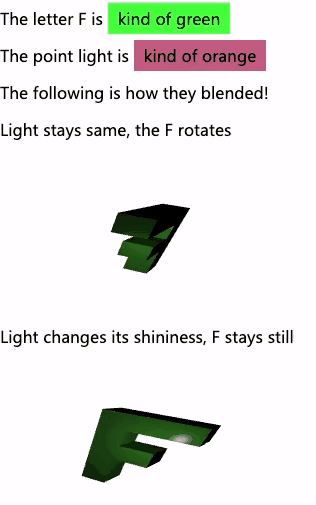 The letter F is kind of green
The point light is kind of orange
The following is how they blended!
Light stays same, the F rotates
Light changes its shininess, F stays still